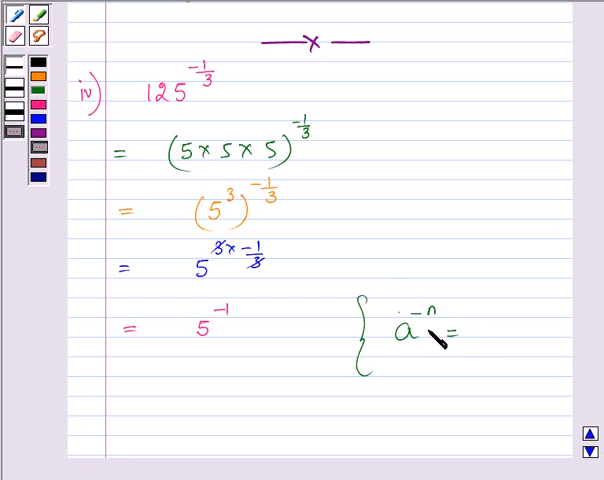 x
iv) 125^{-1/3}
= (5 × 5 × 5)^{-1/3}
= (5^3)^{-1/3}
= 5^{3 × -1/3}
= 5^{-1} { a^{-n} =